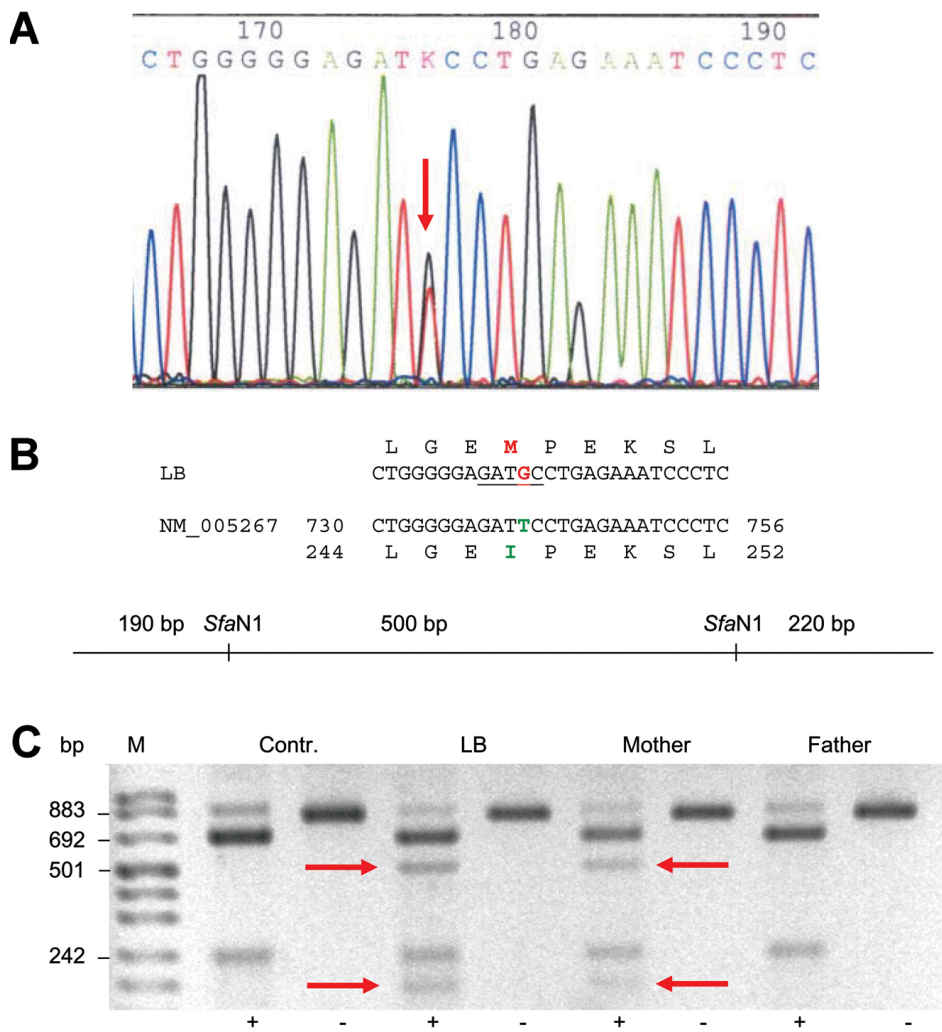 A
170 180 190
C T G G G G G A G A T K C C T G A G A A A T C C C T C
B
L G E M P E K S L
LB CTGGGGGAGATGCCTGAGAAATCCCTC
NM_005267 730 CTGGGGGAGATTCCTGAGAAATCCCTC 756
244 L G E I P E K S L 252
190 bp SfaN1 500 bp SfaN1 220 bp
C bp M Contr. LB Mother Father
883
692
501
242
+ - + - + - + -